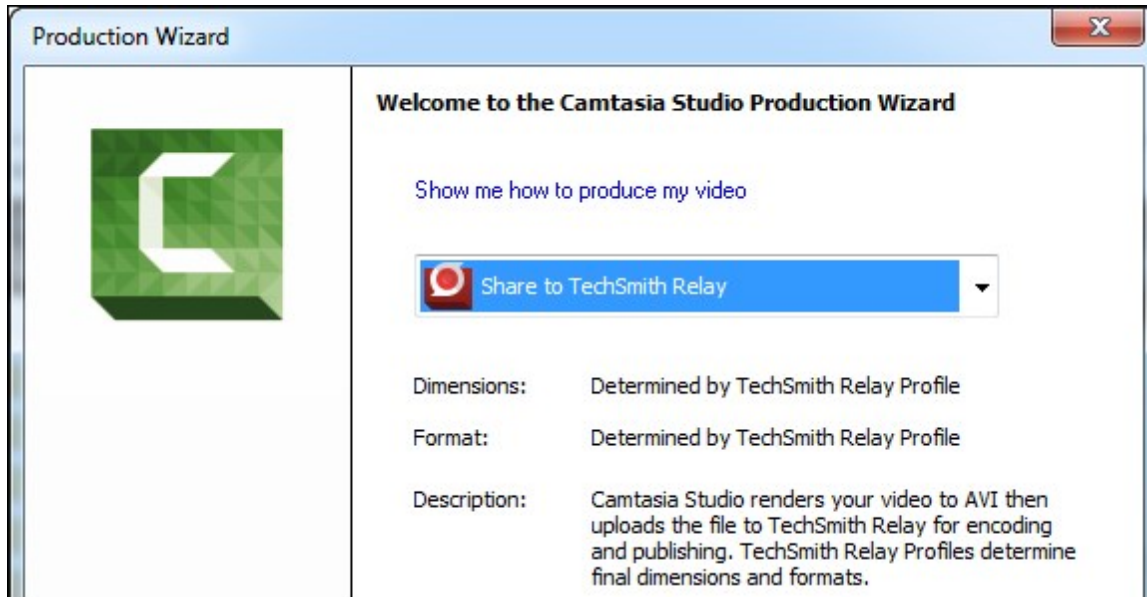 Production Wizard
Welcome to the Camtasia Studio Production Wizard
Show me how to produce my video
Share to TechSmith Relay
Dimensions: Determined by TechSmith Relay Profile
Format: Determined by TechSmith Relay Profile
Description: Camtasia Studio renders your video to AVI then
uploads the file to TechSmith Relay for encoding
and publishing. TechSmith Relay Profiles determine
final dimensions and formats.